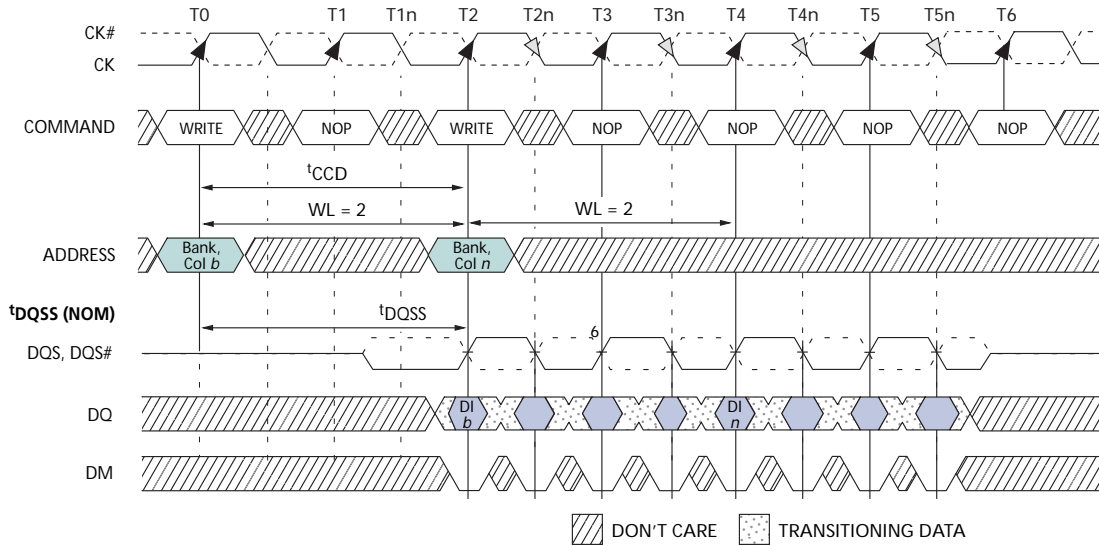 T0 T1 T1n T2 T2n T3 T3n T4 T4n T5 T5n T6
CK#
CK
COMMAND WRITE NOP WRITE NOP NOP NOP NOP
tCCD
WL = 2 WL = 2
ADDRESS Bank, Col b Bank, Col n
tDQSS (NOM)
tDQSS
6
DQS, DQS#
DQ DI b DI n
DM
DON'T CARE TRANSITIONING DATA